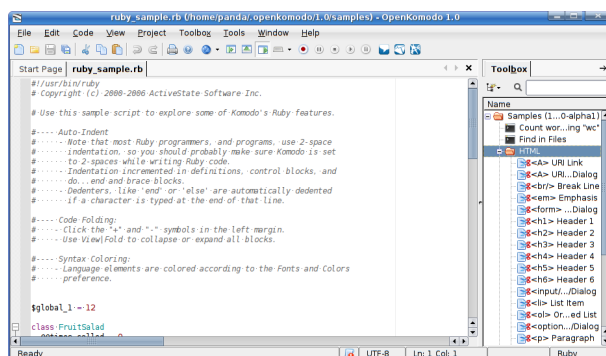 ruby_sample.rb (/home/panda/.openkomodo/1.0/samples) - OpenKomodo 1.0
File Edit Code View Project Toolbox Tools Window Help
Start Page ruby_sample.rb
#!/usr/bin/ruby
# Copyright (c) 2000-2006 ActiveState Software Inc.
# Use this sample script to explore some of Komodo's Ruby features.
#---- Auto-Indent
# - Note that most Ruby programmers, and programs, use 2-space
# indentation, so you should probably make sure Komodo is set
# to 2-spaces while writing Ruby code.
# - Indentation incremented in definitions, control blocks, and
# do...end and brace blocks.
# - Dedenters, like 'end' or 'else' are automatically dedented
# if a character is typed at the end of that line.
#---- Code Folding:
# - Click the "+" and "-" symbols in the left margin.
# - Use View|Fold to collapse or expand all blocks.
#---- Syntax Coloring:
# - Language elements are colored according to the Fonts and Colors
# preference.
$global_1 = 12
class FruitSalad
Toolbox
Name
Samples (1...0-alpha1)
Count wor...ing "wc"
Find in Files
HTML
<A> URI Link
<A> URI...Dialog
<br/> Break Line
<em> Emphasis
<form> ...Dialog
<h1> Header 1
<h2> Header 2
<h3> Header 3
<h4> Header 4
<h5> Header 5
<h6> Header 6
<input/.../Dialog
<li> List Item
<ol> Or...ed List
<option.../Dialog
<p> Paragraph
Ready UTF-8 Ln: 1 Col: 1 Ruby